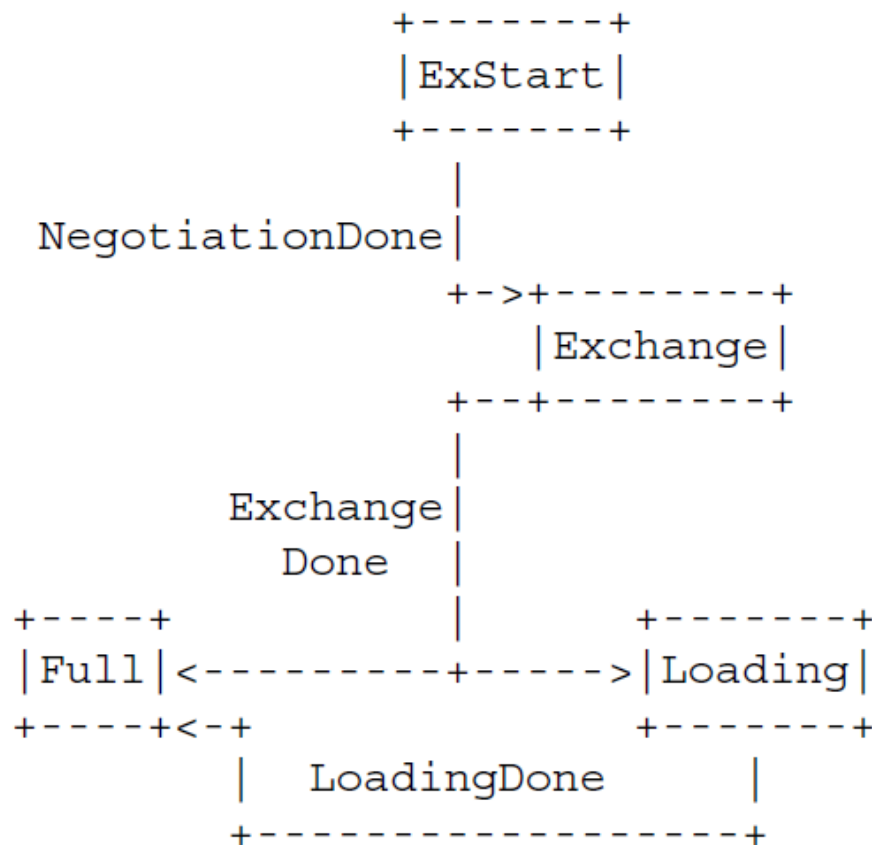 ExStart
NegotiationDone
Exchange
Exchange
Done
Full
Loading
LoadingDone